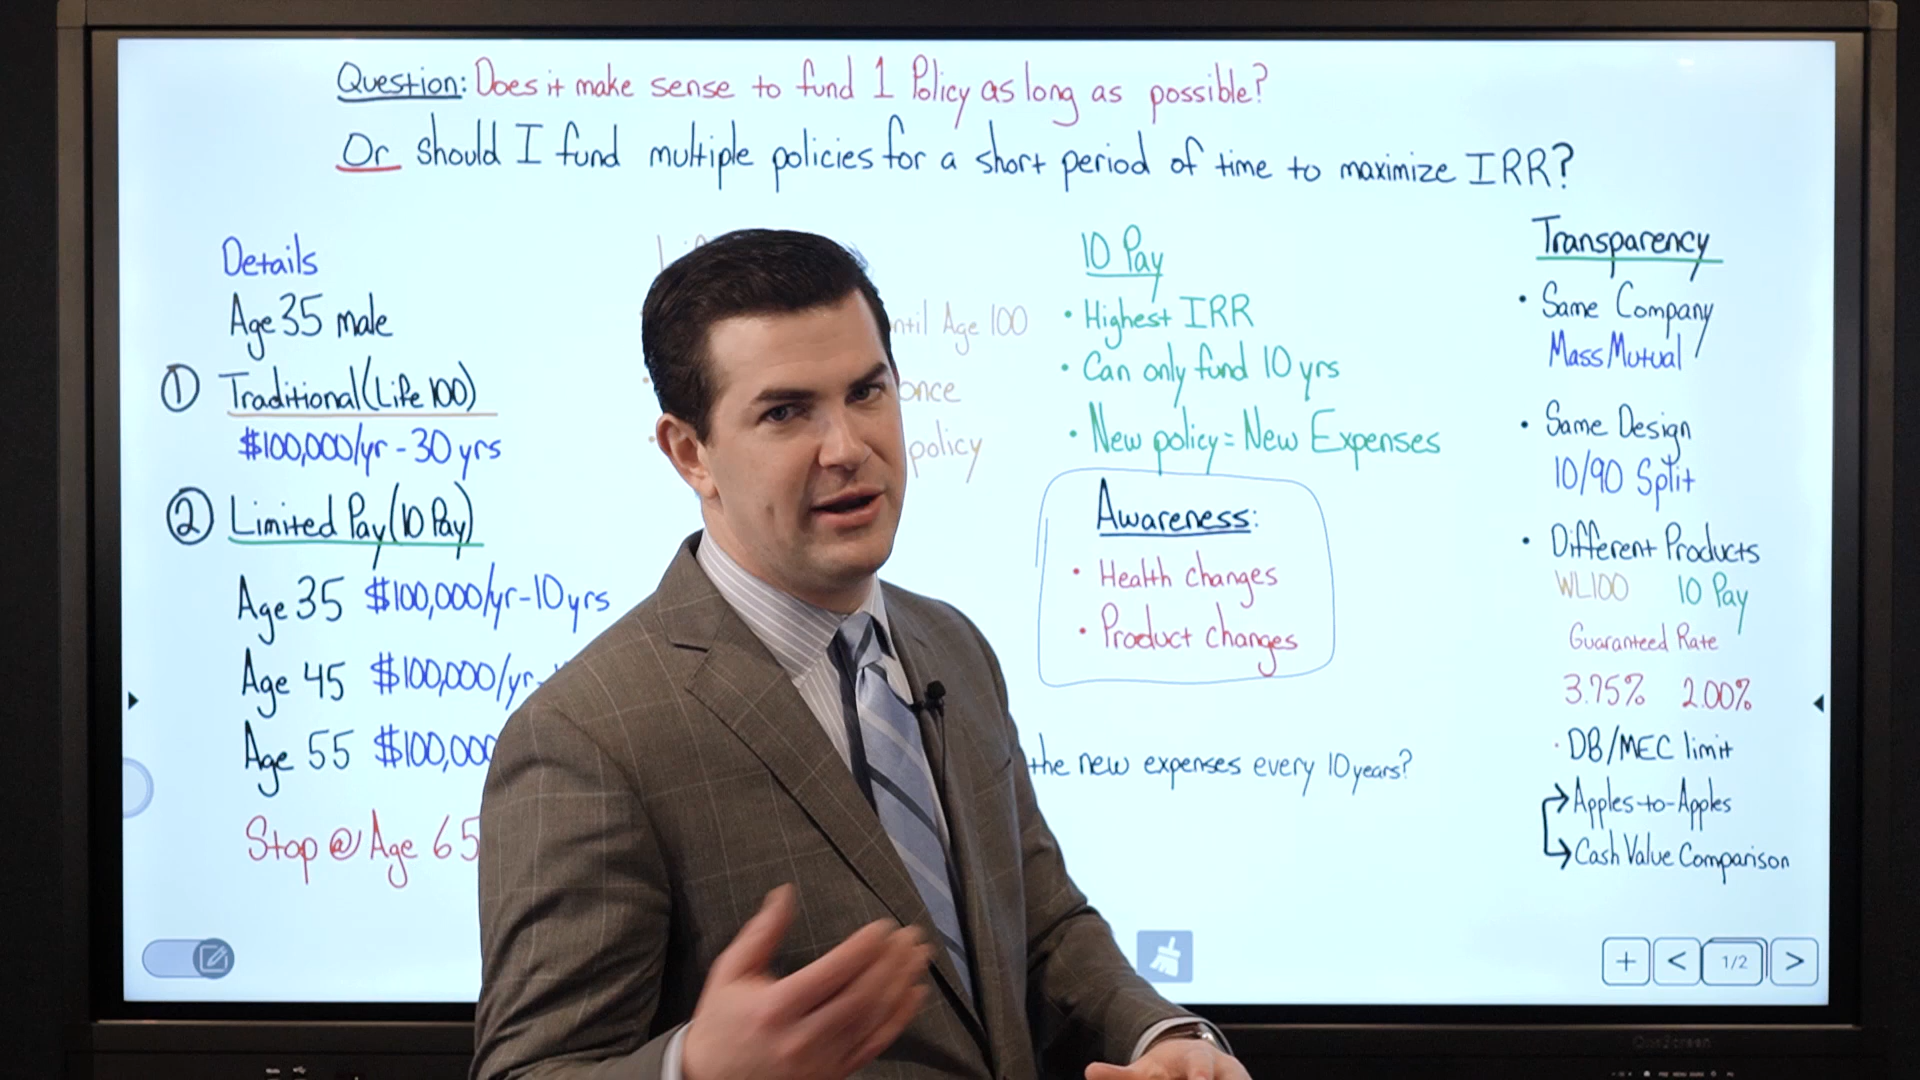 Question: Does it make sense to fund 1 Policy as long as possible?
Or should I fund multiple policies for a short period of time to maximize IRR?
Details
Age 35 male
① Traditional (Life 100)
$100,000/yr - 30 yrs
② Limited Pay (10 Pay)
Age 35 $100,000/yr - 10 yrs
Age 45 $100,000/yr -
Age 55 $100,000
Stop @ Age 65
Age 100
once
policy
10 Pay
• Highest IRR
• Can only fund 10 yrs
• New policy = New Expenses
Awareness:
• Health changes
• Product changes
the new expenses every 10 years?
Transparency
• Same Company
MassMutual
• Same Design
10/90 Split
• Different Products
WL100 10 Pay
Guaranteed Rate
3.75% 2.00%
· DB/MEC limit
Apples-to-Apples
Cash Value Comparison
+ < 1/2 >
OneScreen